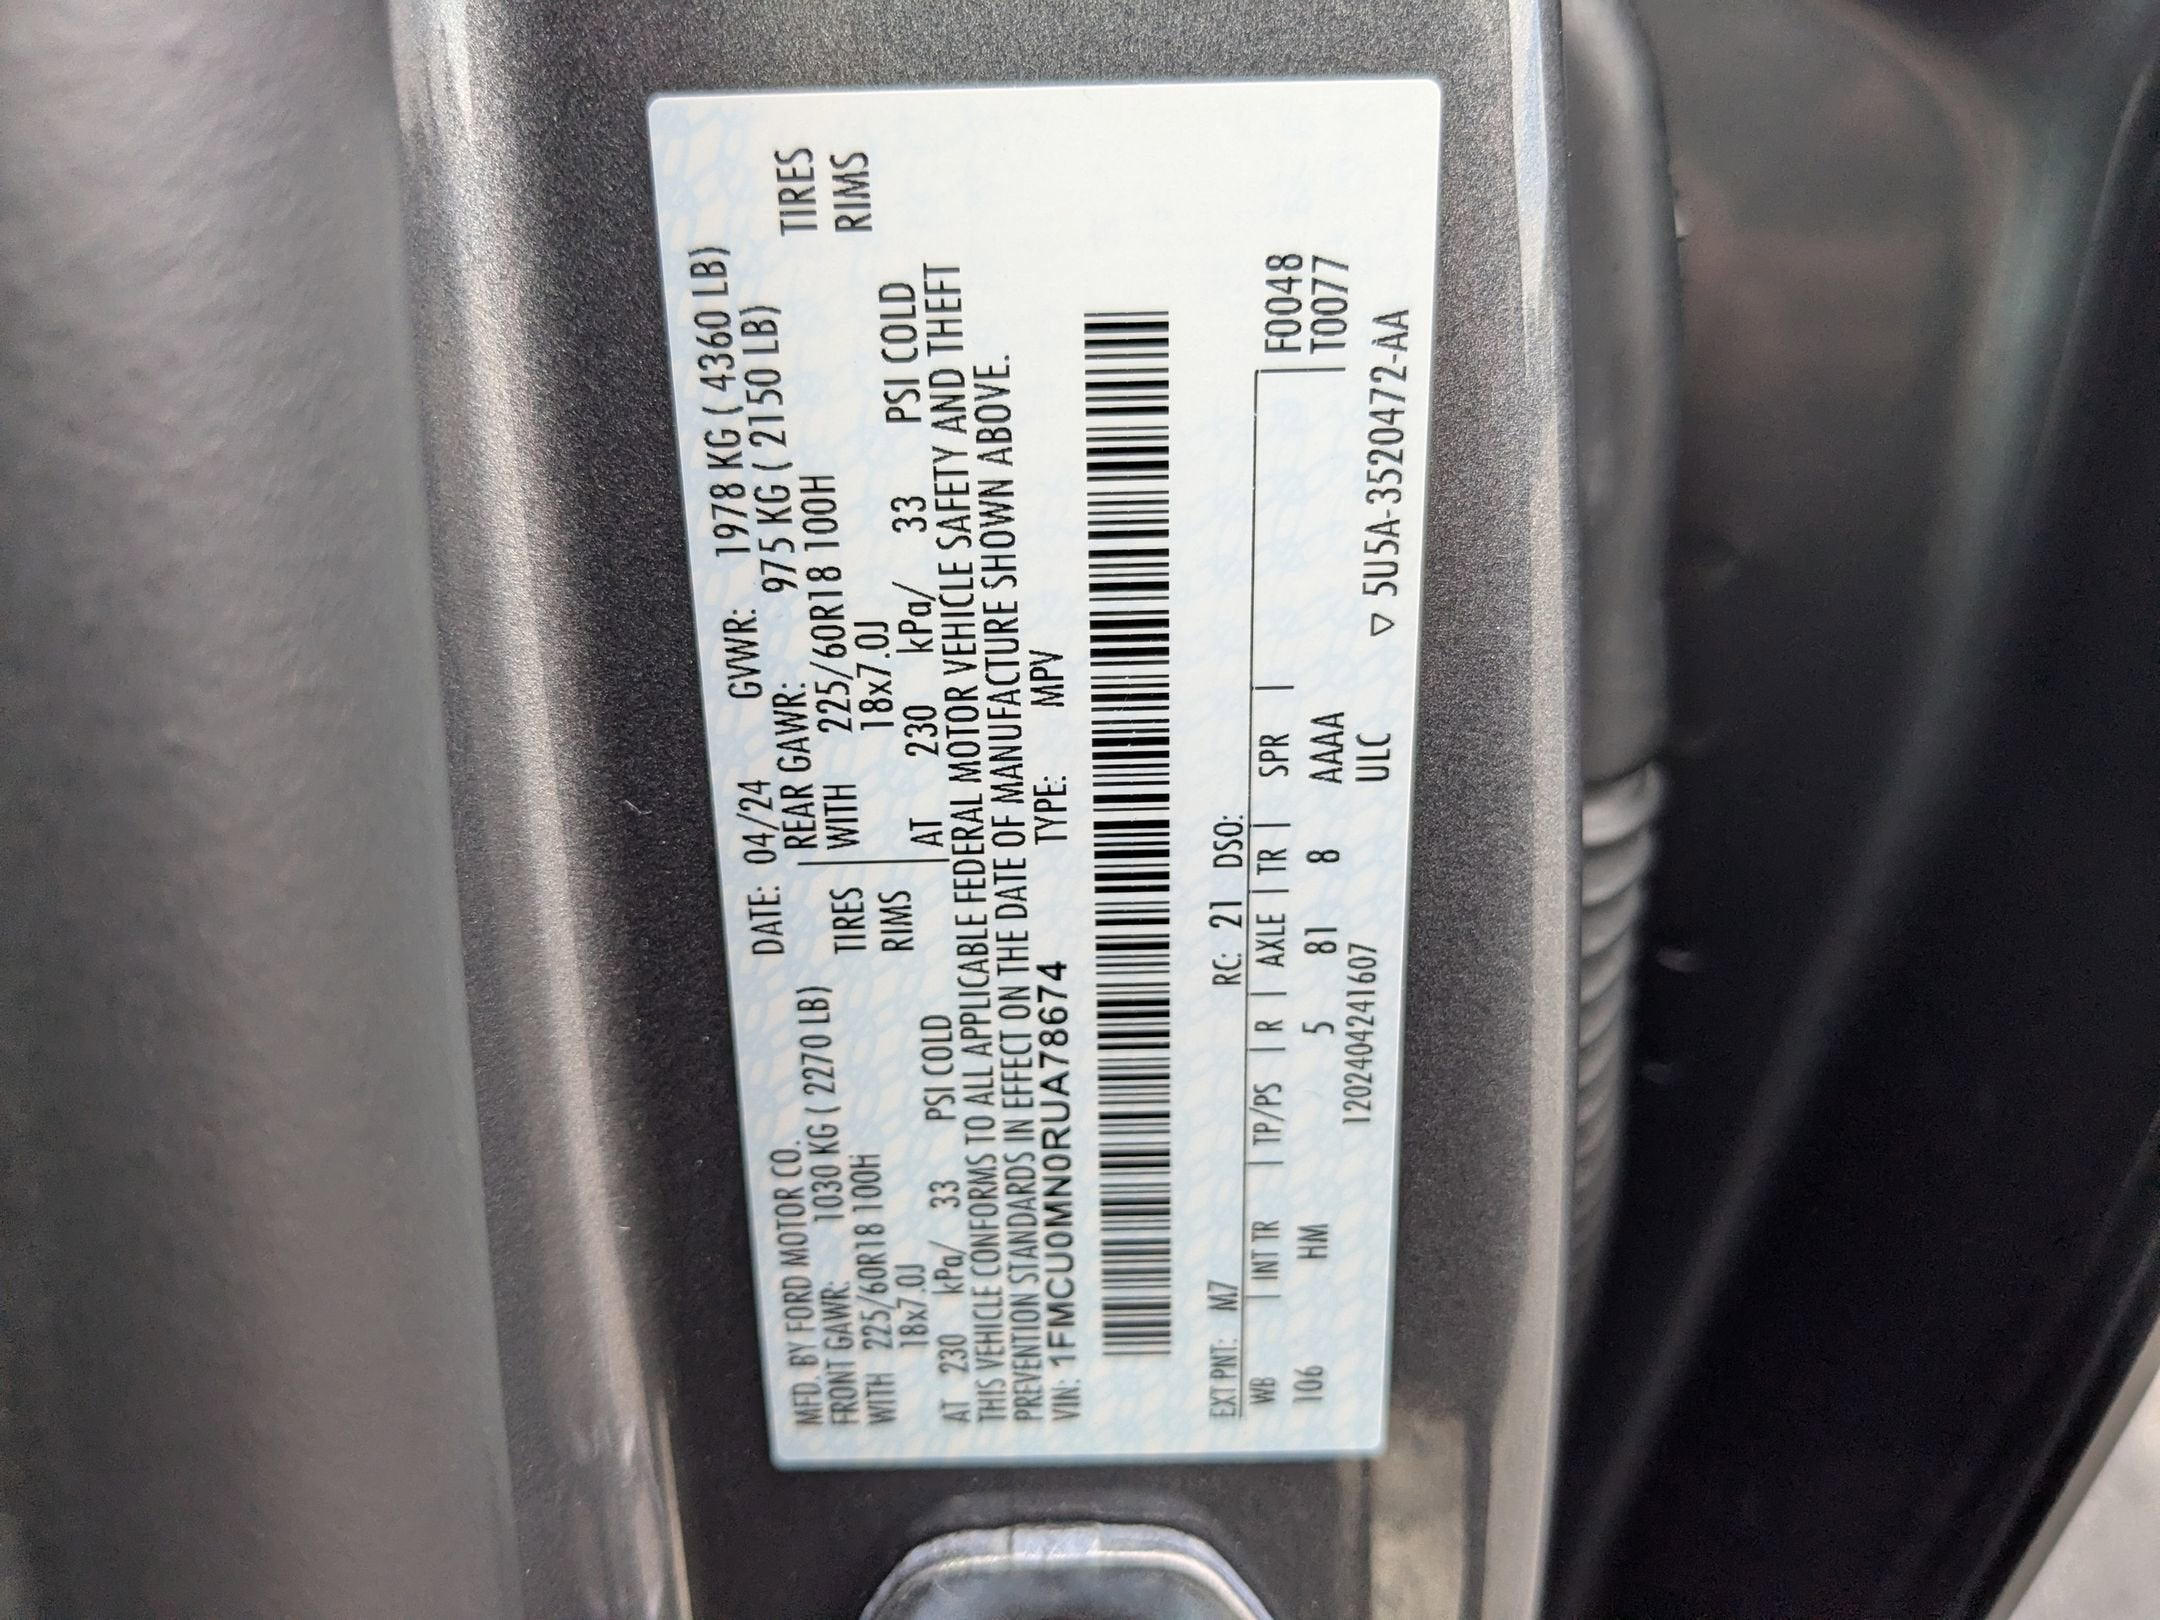 MFD. BY FORD MOTOR CO. DATE: 04/24 GVWR: 1978 KG ( 4360 LB)
FRONT GAWR: 1030 KG ( 2270 LB) REAR GAWR: 975 KG ( 2150 LB)
WITH 225/60R18 100H TIRES WITH 225/60R18 100H TIRES
18x7.0J RIMS 18x7.0J RIMS
AT 230 kPa/ 33 PSI COLD AT 230 kPa/ 33 PSI COLD
THIS VEHICLE CONFORMS TO ALL APPLICABLE FEDERAL MOTOR VEHICLE SAFETY AND THEFT
PREVENTION STANDARDS IN EFFECT ON THE DATE OF MANUFACTURE SHOWN ABOVE.
VIN: 1FMCU0MN0RUA78674 TYPE: MPV
EXT PNT: M7 RC: 21 DSO:
WB | INT TR | TP/PS | R | AXLE | TR | SPR | F0048
106 HM 5 81 8 AAAA T0077
1202404241607 ULC
▽ 5U5A-3520472-AA